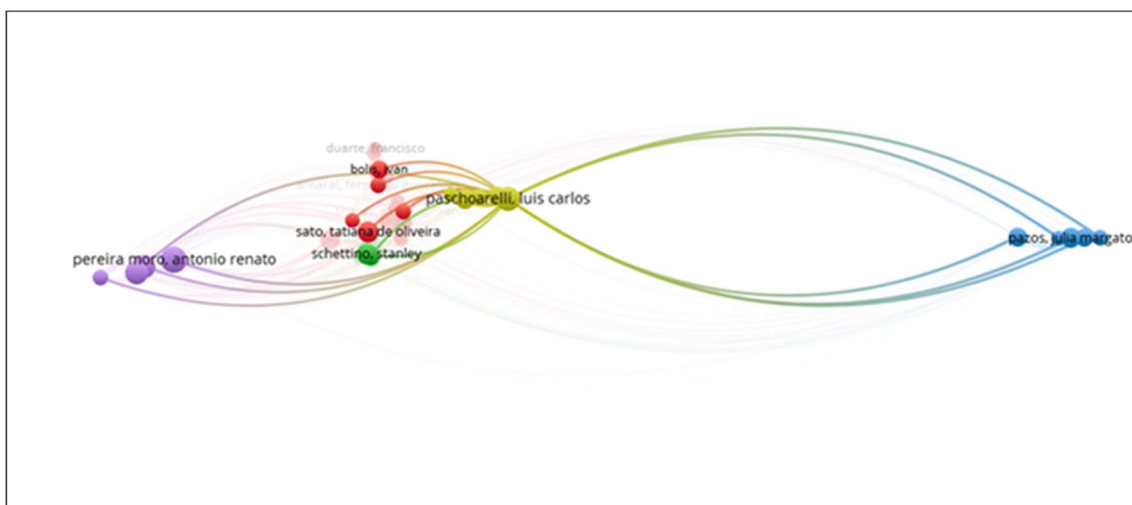 duarte, francisco
bolis, ivan
paschoarelli, luis carlos
sato, tatiana de oliveira
schettino, stanley
pereira moro, antonio renato
pazos, julia margato